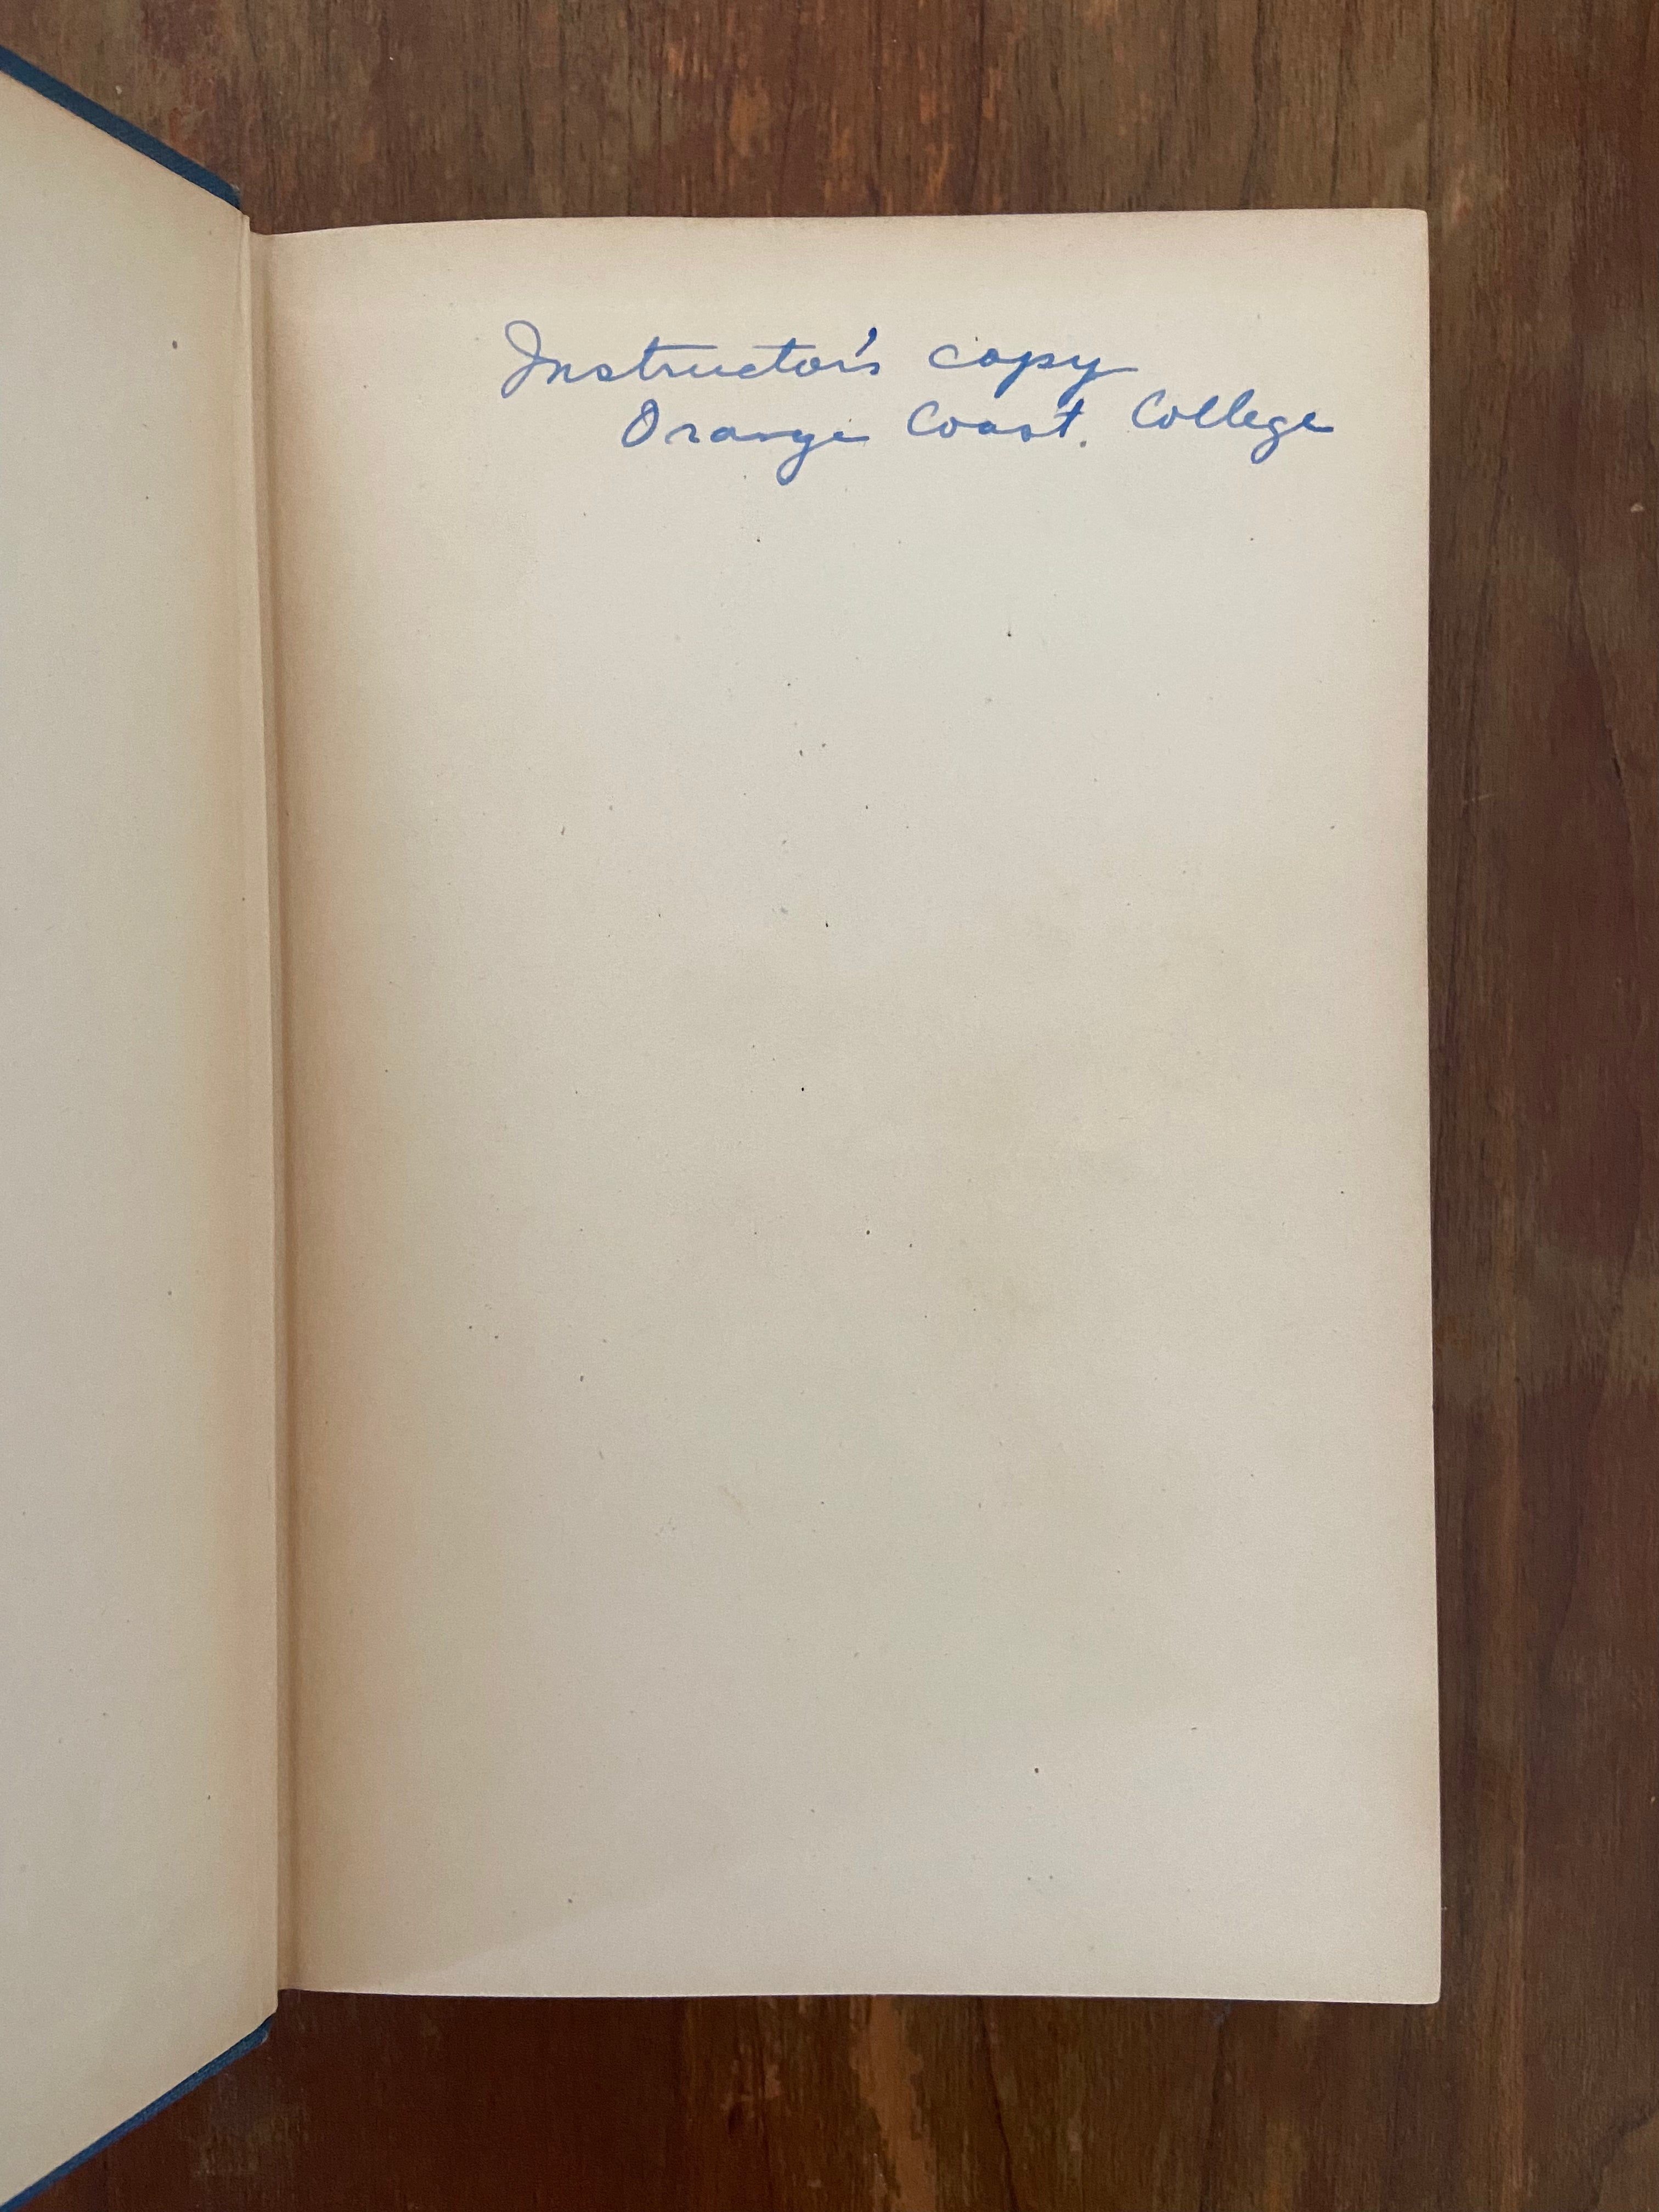 Instructor's copy
Orange Coast. College